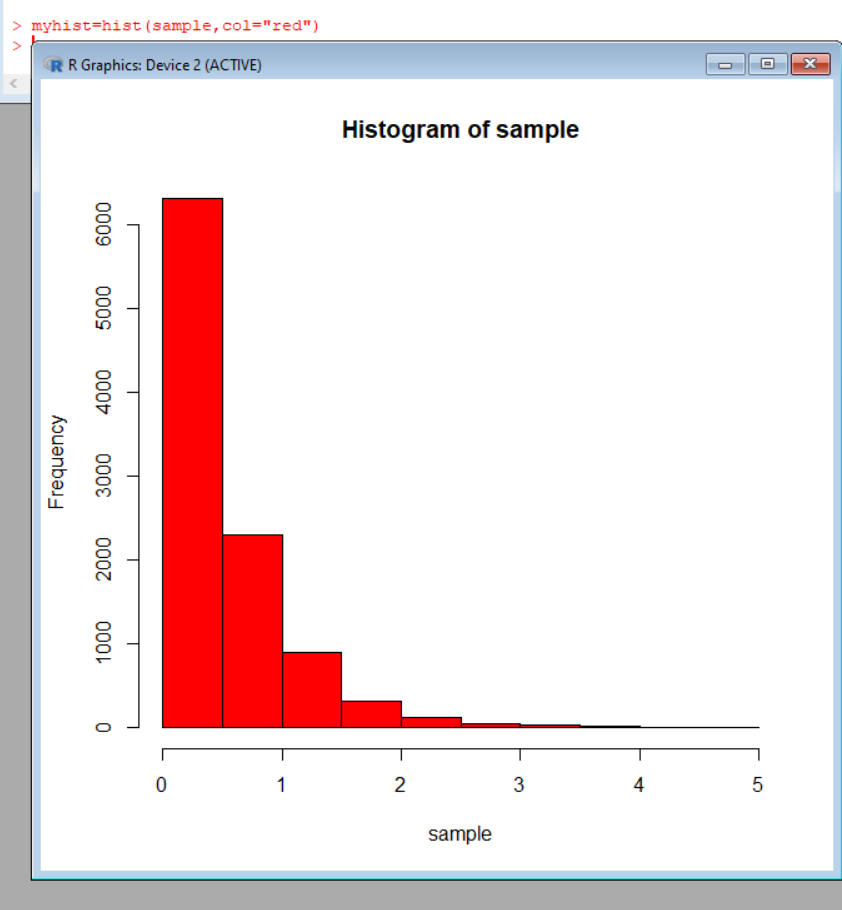 > myhist=hist(sample,col="red")
>
R R Graphics: Device 2 (ACTIVE)
Histogram of sample
6000
5000
4000
3000
2000
1000
0
Frequency
0 1 2 3 4 5
sample